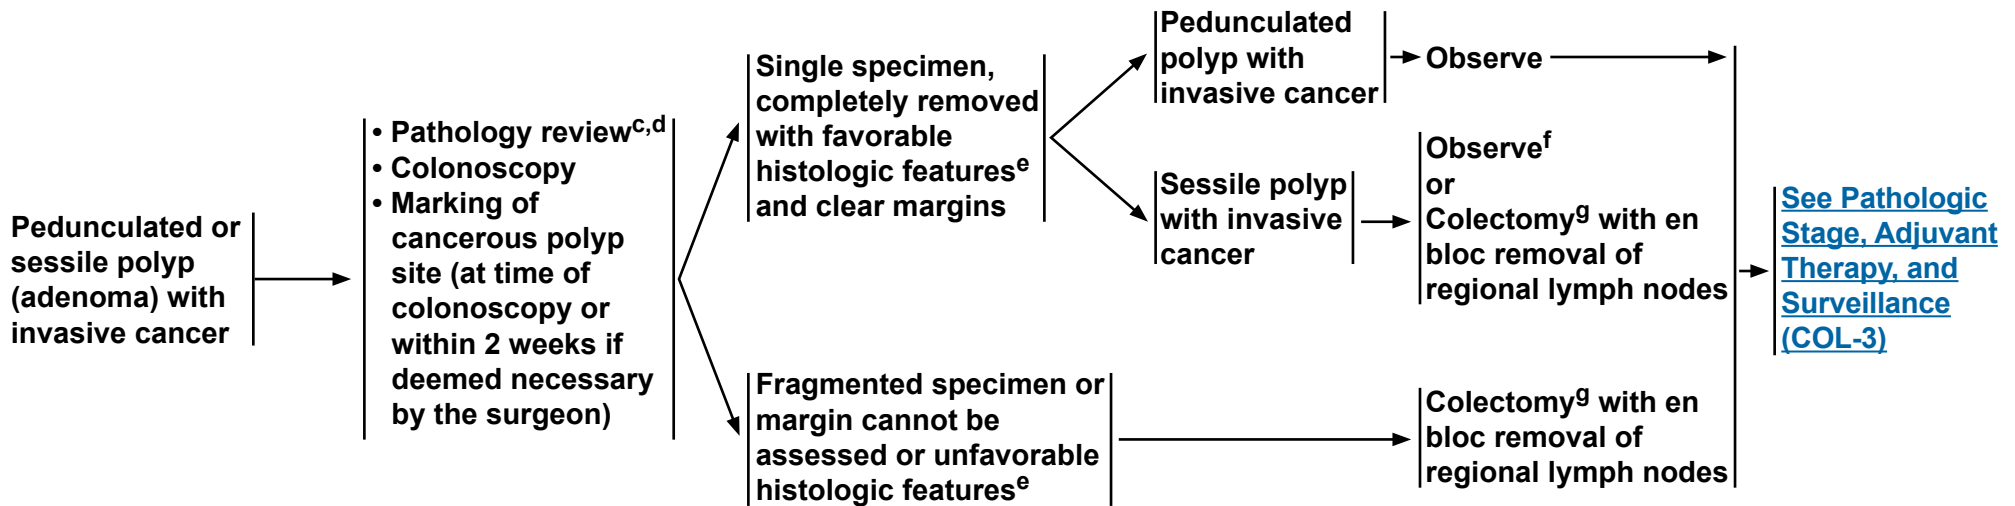 Pedunculated or
sessile polyp
(adenoma) with
invasive cancer
• Pathology reviewc,d
• Colonoscopy
• Marking of
cancerous polyp
site (at time of
colonoscopy or
within 2 weeks if
deemed necessary
by the surgeon)
Single specimen,
completely removed
with favorable
histologic featurese
and clear margins
Fragmented specimen or
margin cannot be
assessed or unfavorable
histologic featurese
Pedunculated
polyp with
invasive cancer
Sessile polyp
with invasive
cancer
Observe
Observef
or
Colectomyg with en
bloc removal of
regional lymph nodes
Colectomyg with en
bloc removal of
regional lymph nodes
See Pathologic
Stage, Adjuvant
Therapy, and
Surveillance
(COL-3)